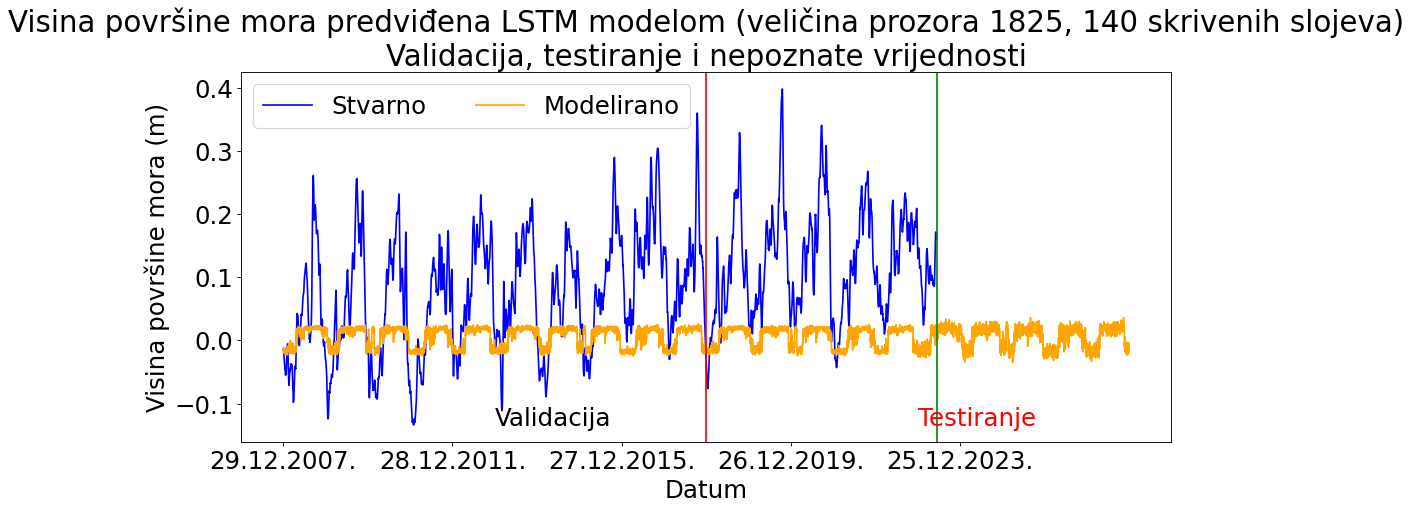 Visina površine mora predviđena LSTM modelom (veličina prozora 1825, 140 skrivenih slojeva)
Validacija, testiranje i nepoznate vrijednosti
Stvarno
Modelirano
Visina površine mora (m)
0.4
0.3
0.2
0.1
0.0
−0.1
Validacija
Testiranje
29.12.2007.
28.12.2011.
27.12.2015.
26.12.2019.
25.12.2023.
Datum